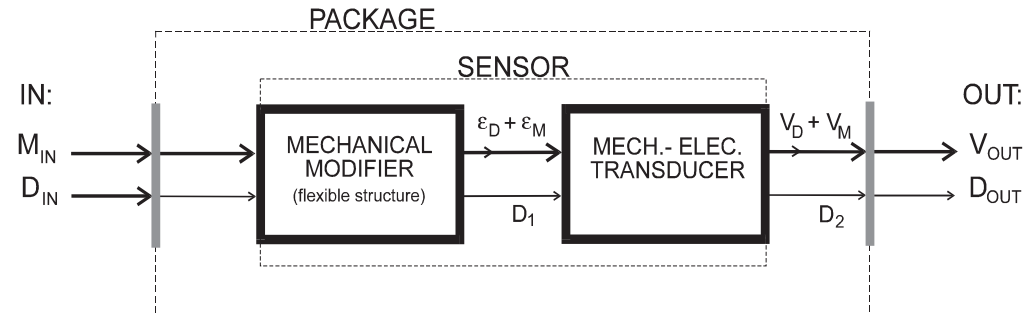 PACKAGE
SENSOR
IN:
OUT:
M_IN
D_IN
MECHANICAL
MODIFIER
(flexible structure)
ε_D + ε_M
D_1
MECH.- ELEC.
TRANSDUCER
V_D + V_M
D_2
V_OUT
D_OUT